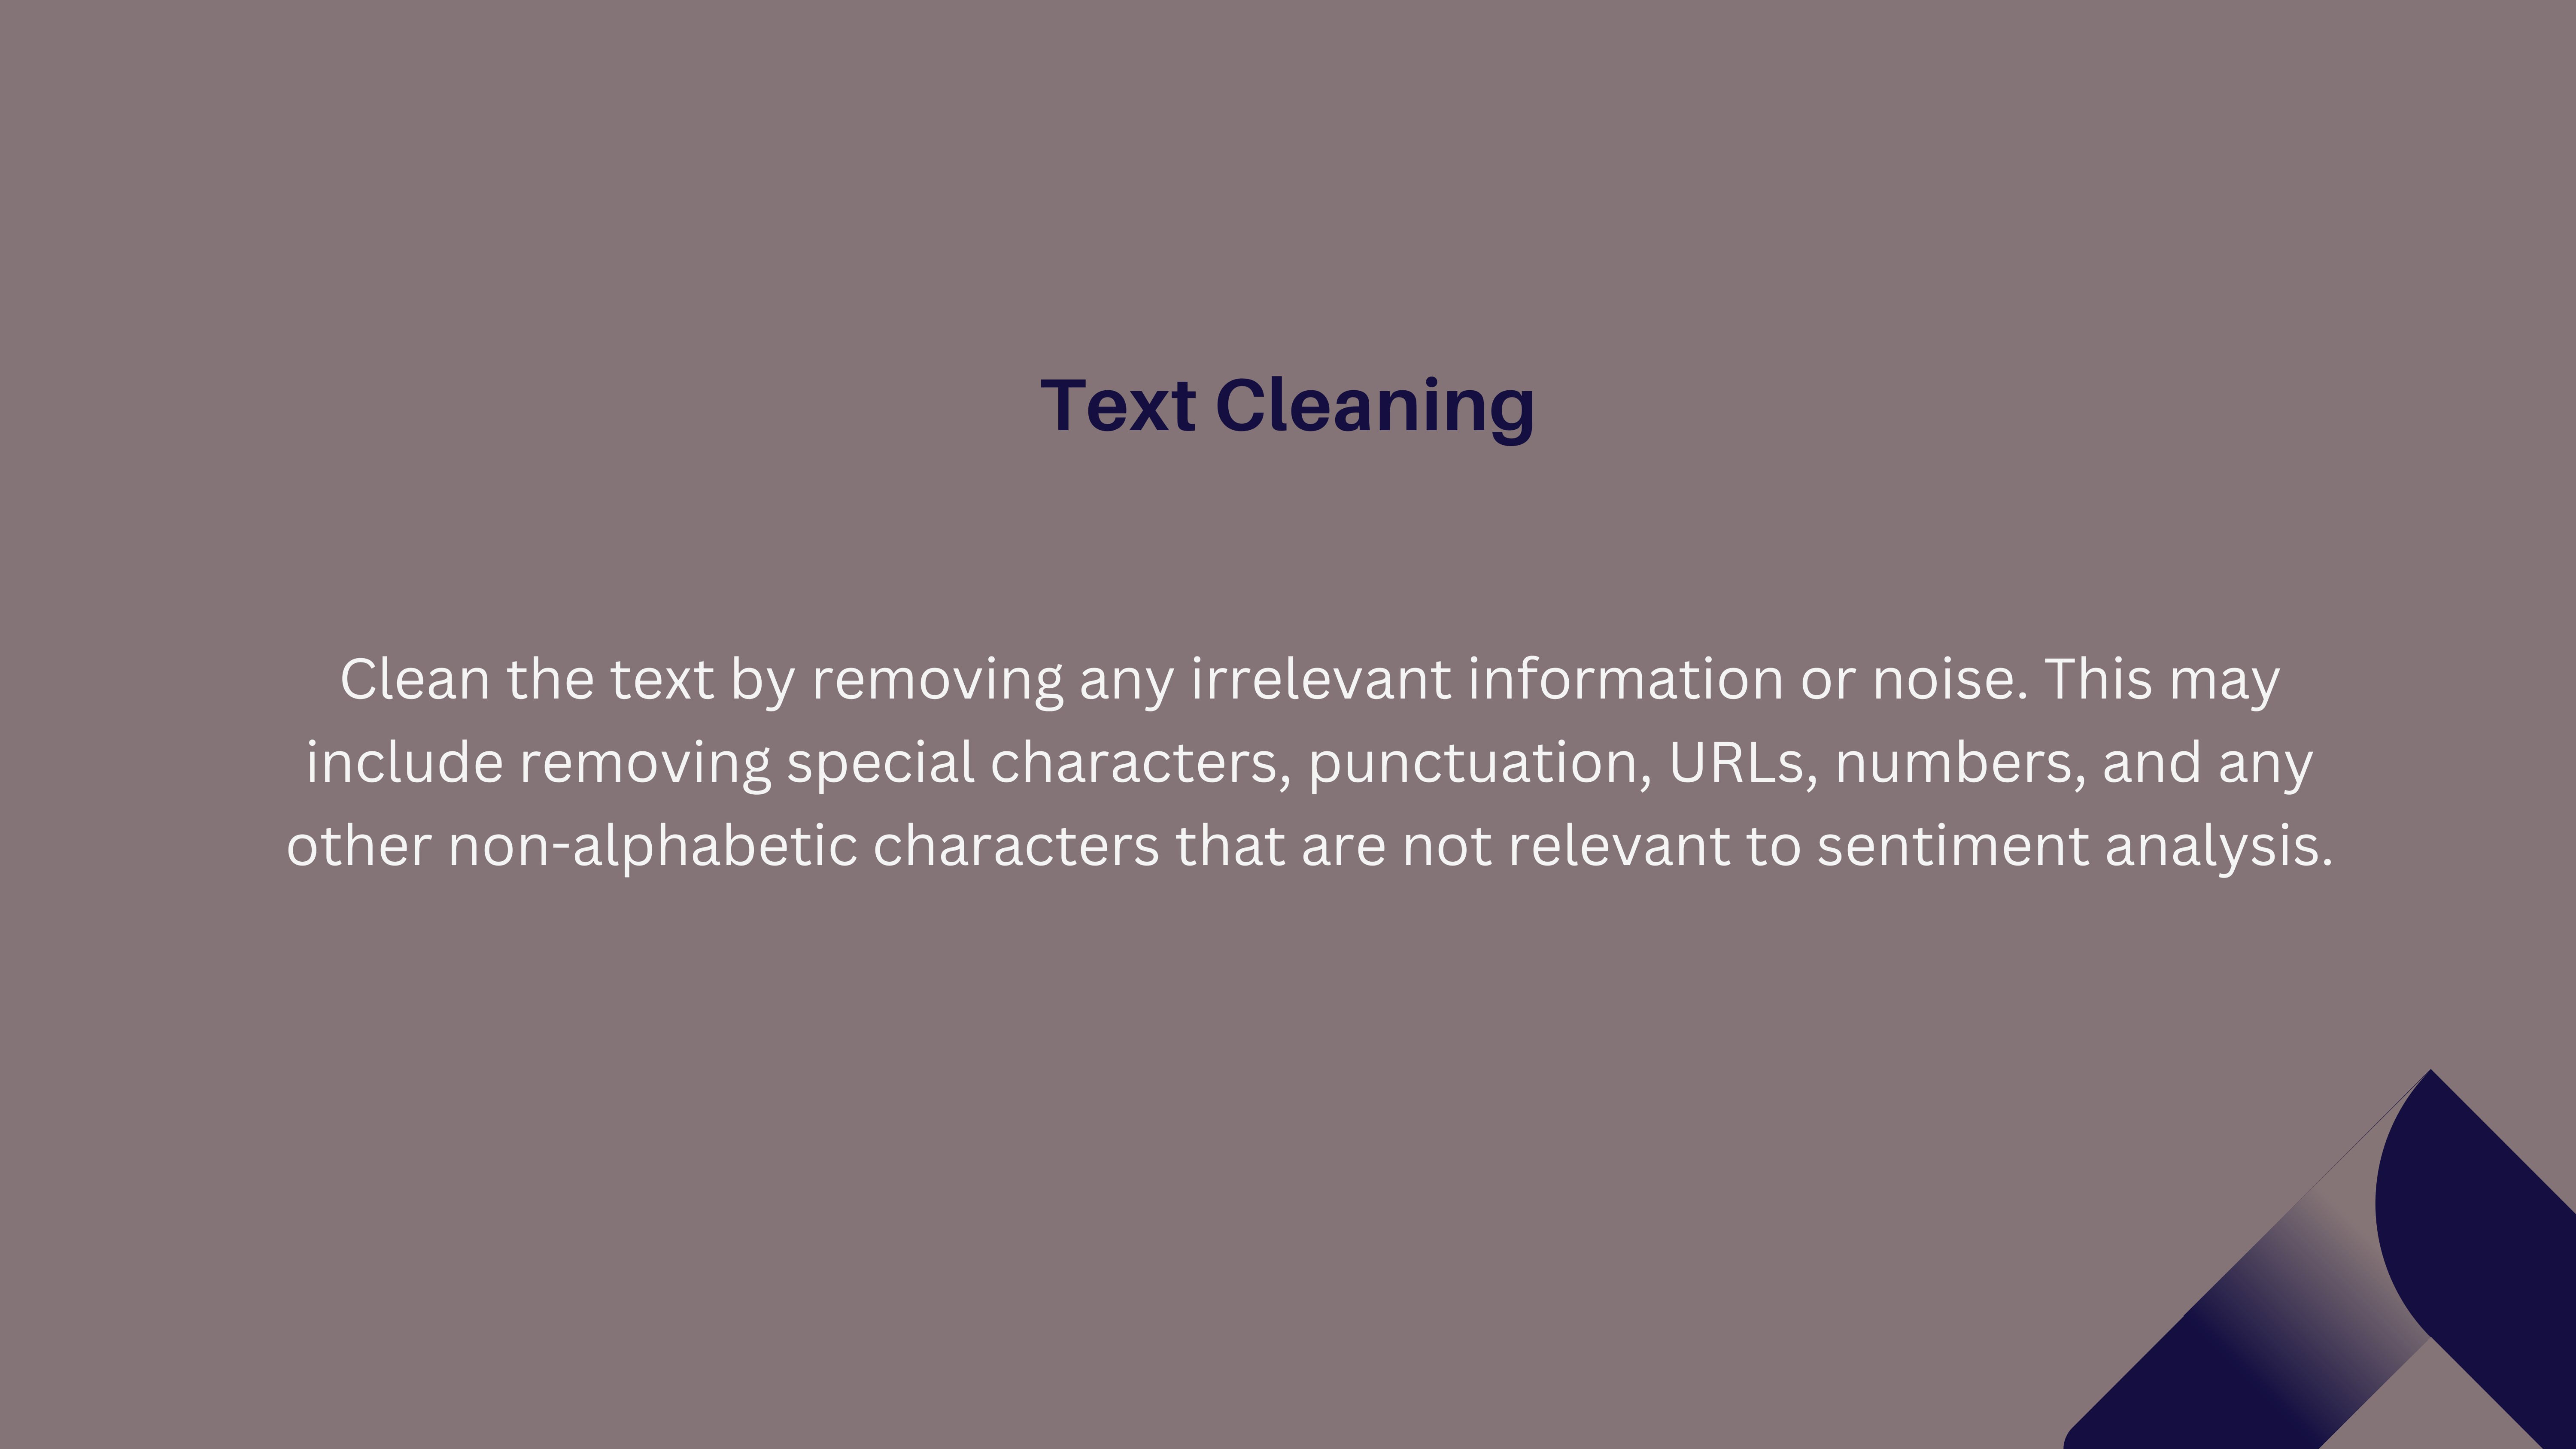 Text Cleaning
Clean the text by removing any irrelevant information or noise. This may
include removing special characters, punctuation, URLs, numbers, and any
other non-alphabetic characters that are not relevant to sentiment analysis.